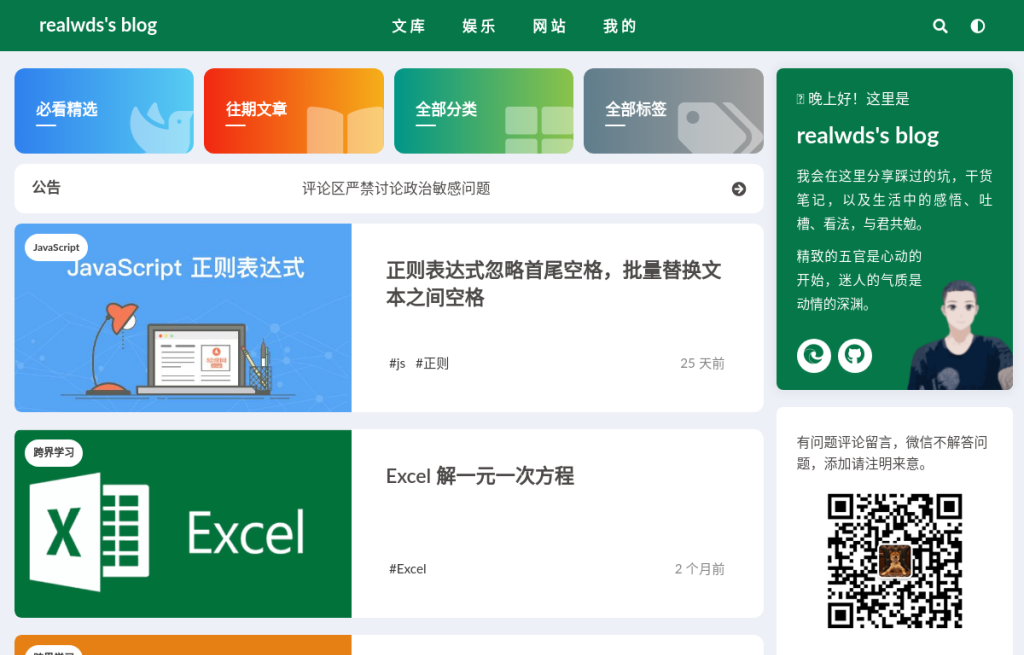 realwds's blog
文库 娱乐 网站 我的
必看精选
往期文章
全部分类
全部标签
公告
评论区严禁讨论政治敏感问题
JavaScript
JavaScript 正则表达式
正则表达式忽略首尾空格，批量替换文
本之间空格
#js #正则
25 天前
跨界学习
Excel
Excel 解一元一次方程
#Excel
2 个月前
跨界学习
晚上好！这里是
realwds's blog
我会在这里分享踩过的坑，干货
笔记，以及生活中的感悟、吐
槽、看法，与君共勉。
精致的五官是心动的
开始，迷人的气质是
动情的深渊。
有问题评论留言，微信不解答问
题，添加请注明来意。